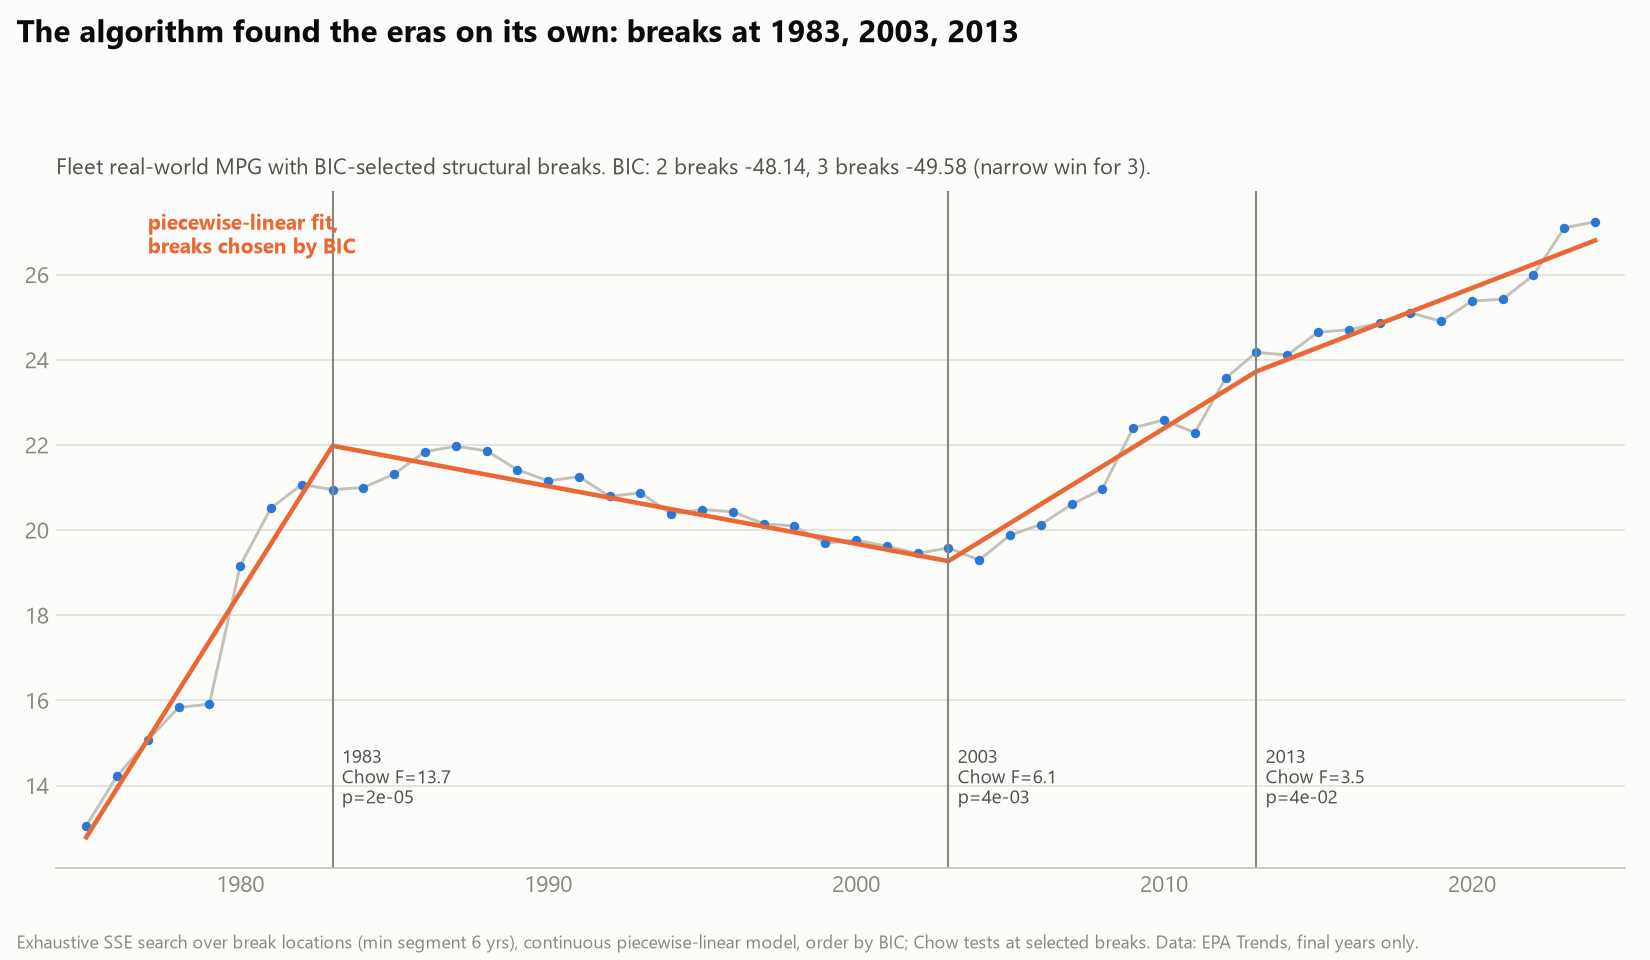 The algorithm found the eras on its own: breaks at 1983, 2003, 2013
Fleet real-world MPG with BIC-selected structural breaks. BIC: 2 breaks -48.14, 3 breaks -49.58 (narrow win for 3).
piecewise-linear fit,
breaks chosen by BIC
26
24
22
20
18
16
14
1983
Chow F=13.7
p=2e-05
2003
Chow F=6.1
p=4e-03
2013
Chow F=3.5
p=4e-02
1980
1990
2000
2010
2020
Exhaustive SSE search over break locations (min segment 6 yrs), continuous piecewise-linear model, order by BIC; Chow tests at selected breaks. Data: EPA Trends, final years only.